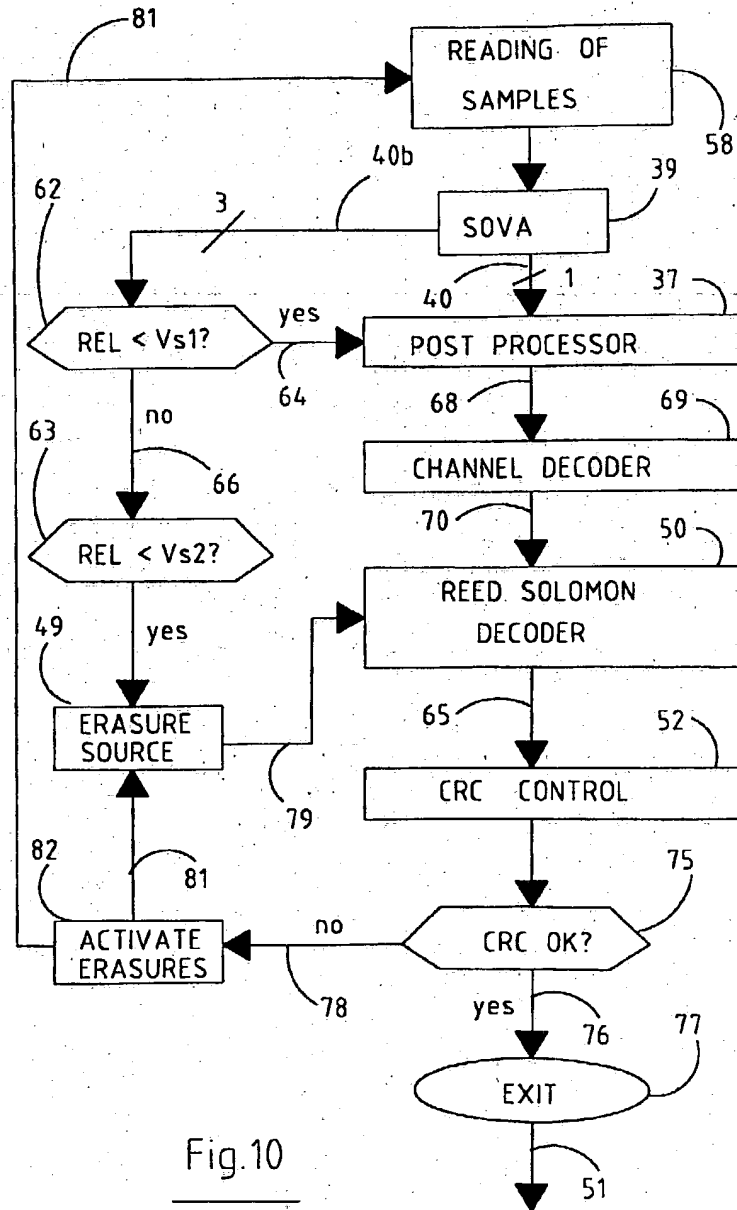 81
READING OF
SAMPLES
58
40b
39
62
3
SOVA
40
1
37
REL < Vs1?
yes
64
POST PROCESSOR
68
69
no
63
66
CHANNEL DECODER
70
50
REL < Vs2?
REED SOLOMON
DECODER
yes
49
65
52
ERASURE
SOURCE
79
CRC CONTROL
82
81
75
no
ACTIVATE
ERASURES
78
CRC OK?
yes
76
77
EXIT
Fig.10
51